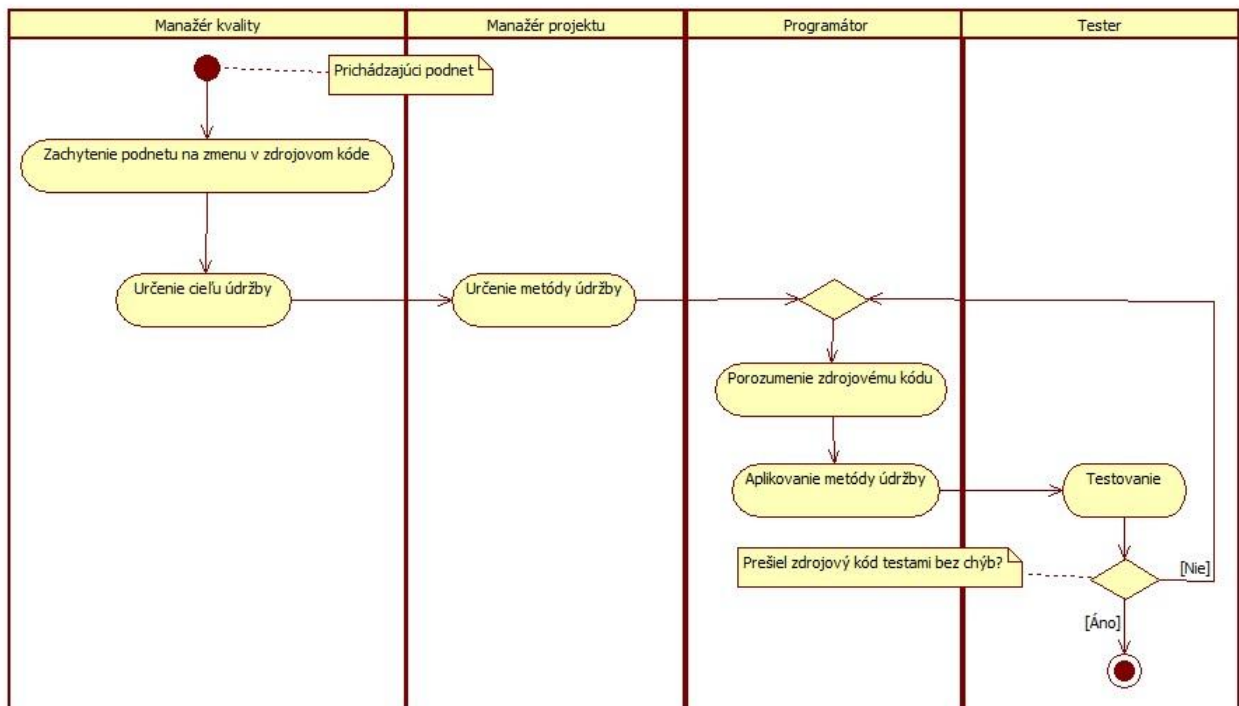 Manažér kvality
Manažér projektu
Programátor
Tester
Prichádzajúci podnet
Zachytenie podnetu na zmenu v zdrojovom kóde
Určenie cieľu údržby
Určenie metódy údržby
Porozumenie zdrojovému kódu
Aplikovanie metódy údržby
Testovanie
Prešiel zdrojový kód testami bez chýb?
[Nie]
[Áno]